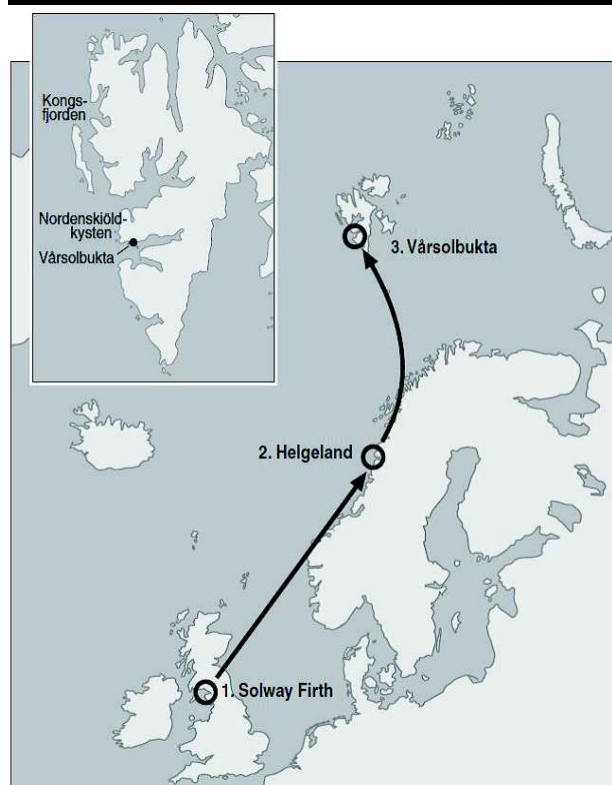 Kongs-
fjorden
Nordenskiöld-
kysten
Vårsolbukta
3. Vårsolbukta
2. Helgeland
1. Solway Firth